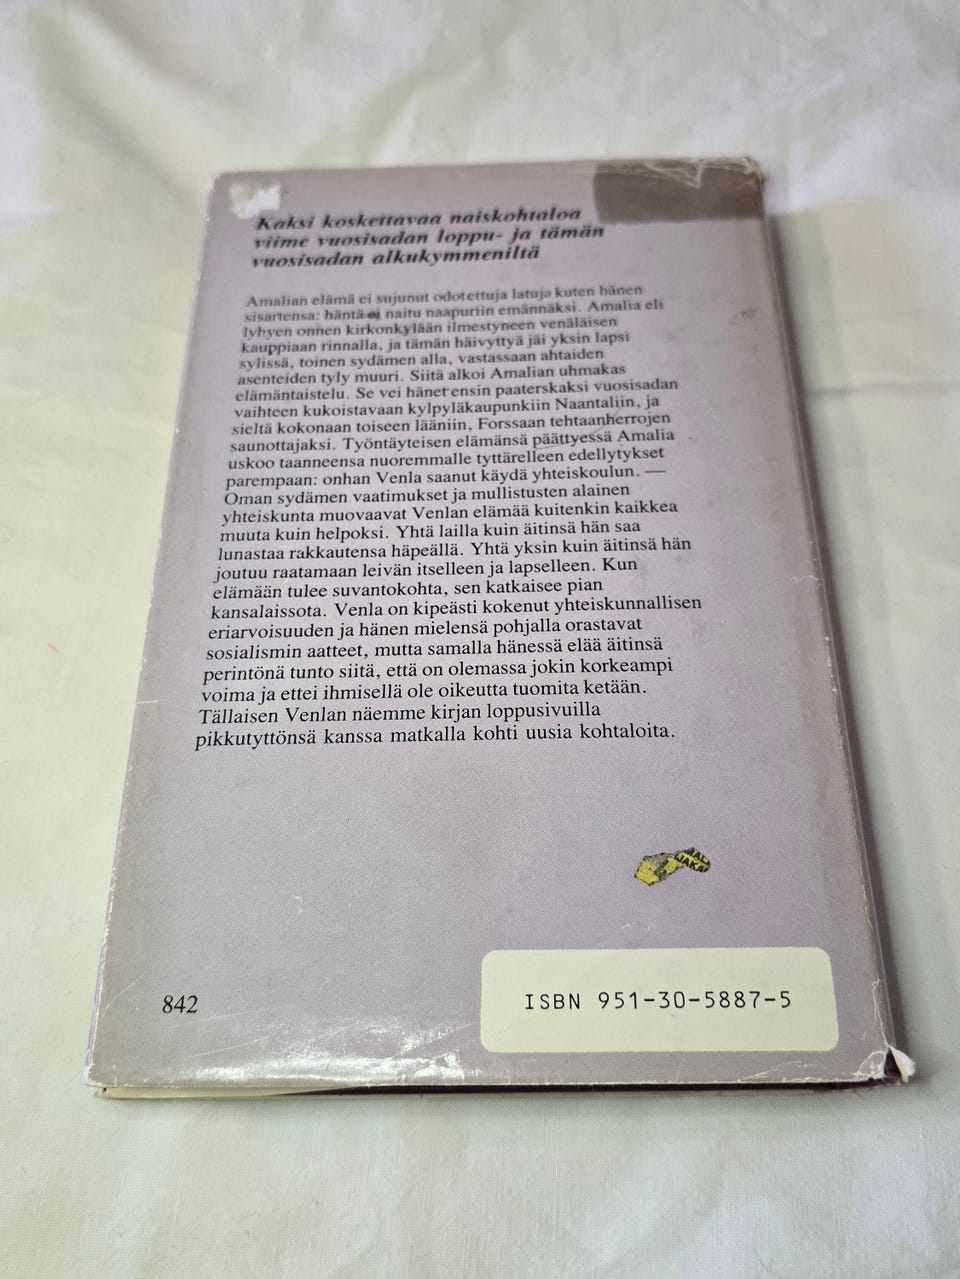 Kaksi koskettavaa naiskohtaloa
viime vuosisadan loppu- ja tämän
vuosisadan alkukymmeniltä
Amalian elämä ei sujunut odotettuja latuja kuten hänen
sisartensa: häntä ei naitu naapuriin emännäksi. Amalia eli
lyhyen onnen kirkonkylään ilmestyneen venäläisen
kauppiaan rinnalla, ja tämän häivyttyä jäi yksin lapsi
sylissä, toinen sydämen alla, vastassaan ahtaiden
asenteiden tyly muuri. Siitä alkoi Amalian uhmakas
elämäntaistelu. Se vei hänet ensin paaterskaksi vuosisadan
vaihteen kukoistavaan kylpyläkaupunkiin Naantaliin, ja
sieltä kokonaan toiseen lääniin, Forssaan tehtaanherrojen
saunottajaksi. Työntäyteisen elämänsä päättyessä Amalia
uskoo taanneensa nuoremmalle tyttärelleen edellytykset
parempaan: onhan Venla saanut käydä yhteiskoulun. —
Oman sydämen vaatimukset ja mullistusten alainen
yhteiskunta muovaavat Venlan elämää kuitenkin kaikkea
muuta kuin helpoksi. Yhtä lailla kuin äitinsä hän saa
lunastaa rakkautensa häpeällä. Yhtä yksin kuin äitinsä hän
joutuu raatamaan leivän itselleen ja lapselleen. Kun
elämään tulee suvantokohta, sen katkaisee pian
kansalaissota. Venla on kipeästi kokenut yhteiskunnallisen
eriarvoisuuden ja hänen mielensä pohjalla orastavat
sosialismin aatteet, mutta samalla hänessä elää äitinsä
perintönä tunto siitä, että on olemassa jokin korkeampi
voima ja ettei ihmisellä ole oikeutta tuomita ketään.
Tällaisen Venlan näemme kirjan loppusivuilla
pikkutyttönsä kanssa matkalla kohti uusia kohtaloita.
842
ISBN 951-30-5887-5